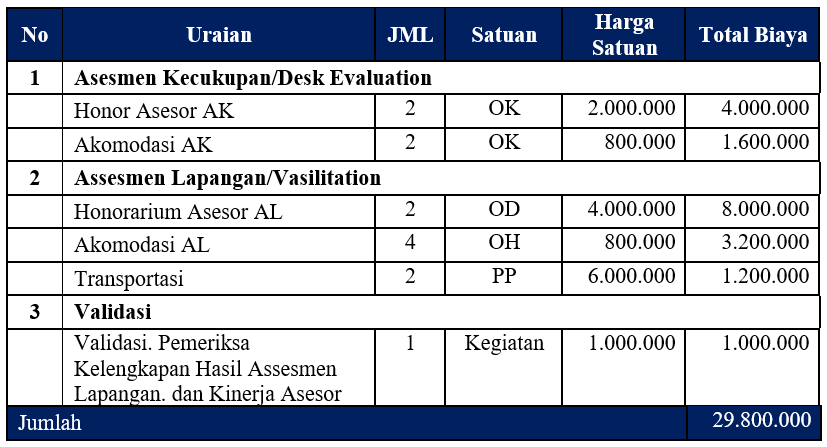 No Uraian JML Satuan Harga Satuan Total Biaya
1 Asesmen Kecukupan/Desk Evaluation
Honor Asesor AK 2 OK 2.000.000 4.000.000
Akomodasi AK 2 OK 800.000 1.600.000
2 Assesmen Lapangan/Vasilitation
Honorarium Asesor AL 2 OD 4.000.000 8.000.000
Akomodasi AL 4 OH 800.000 3.200.000
Transportasi 2 PP 6.000.000 1.200.000
3 Validasi
Validasi. Pemeriksa 1 Kegiatan 1.000.000 1.000.000
Kelengkapan Hasil Assesmen
Lapangan. dan Kinerja Asesor
Jumlah 29.800.000